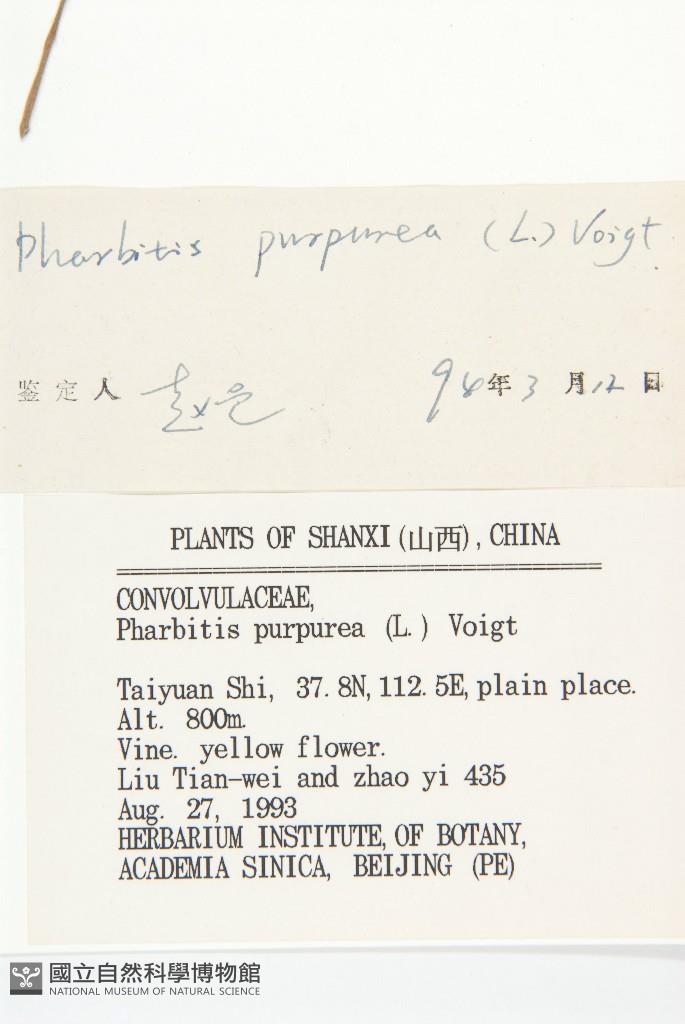 Pharbitis purpurea (L.) Voigt.
鉴定人 赵 94年3月12日
PLANTS OF SHANXI (山西), CHINA
CONVOLVULACEAE,
Pharbitis purpurea (L.) Voigt
Taiyuan Shi, 37.8N, 112.5E, plain place.
Alt. 800m.
Vine. yellow flower.
Liu Tian-wei and zhao yi 435
Aug. 27, 1993
HERBARIUM INSTITUTE, OF BOTANY,
ACADEMIA SINICA, BEIJING (PE)
國立自然科學博物館
NATIONAL MUSEUM OF NATURAL SCIENCE